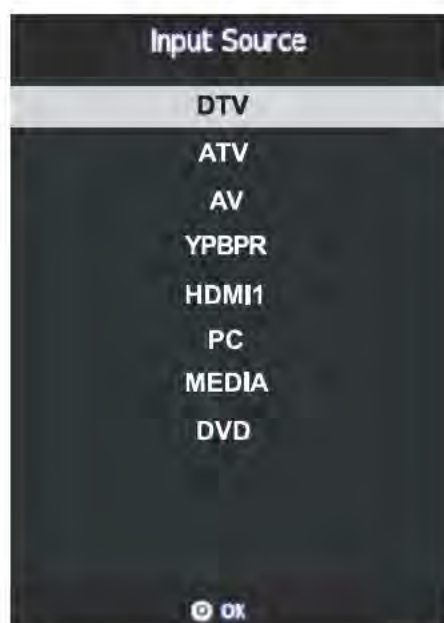 Input Source
DTV
ATV
AV
YPBPR
HDMI1
PC
MEDIA
DVD
OK